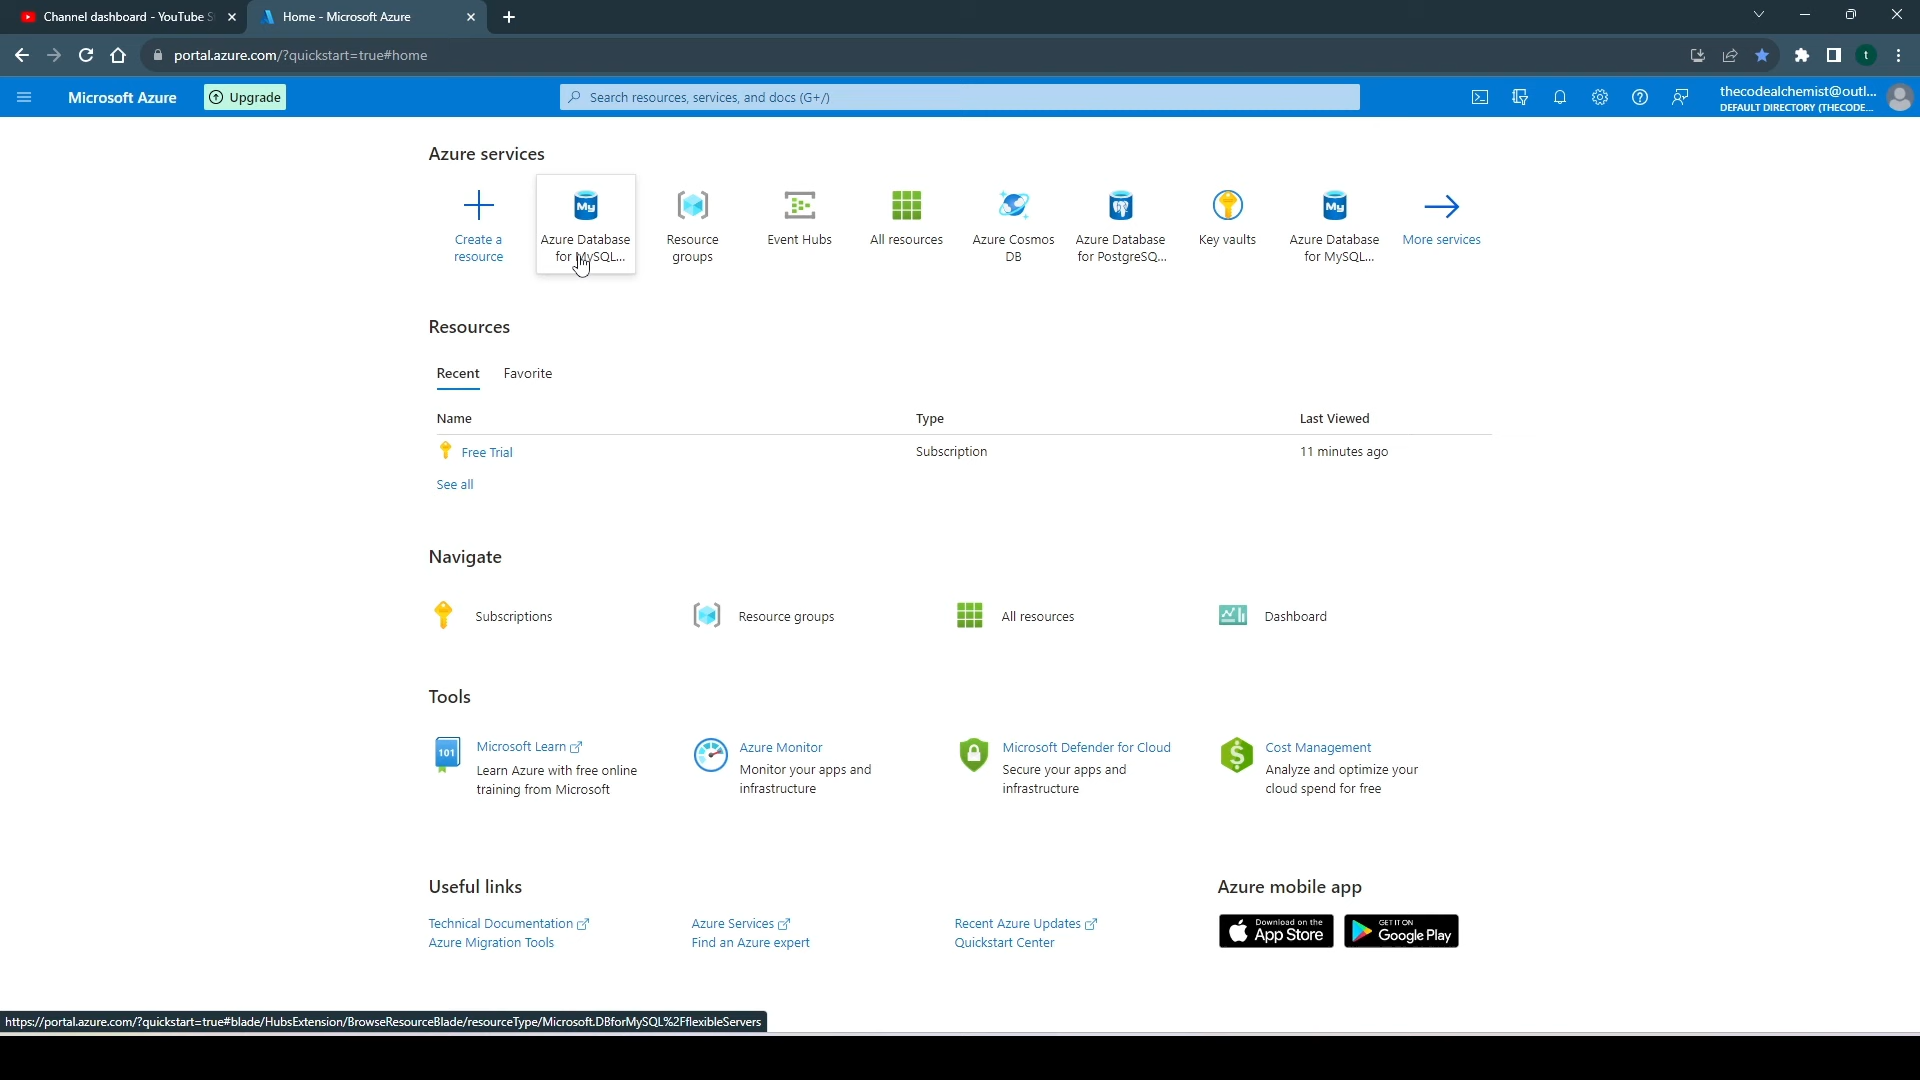 Channel dashboard - YouTube S
Home - Microsoft Azure
portal.azure.com/?quickstart=true#home
t
Microsoft Azure
Upgrade
Search resources, services, and docs (G+/)
thecodealchemist@outl...
DEFAULT DIRECTORY (THECODE...
Azure services
Create a
resource
Azure Database
for MySQL...
Resource
groups
Event Hubs
All resources
Azure Cosmos
DB
Azure Database
for PostgreSQ...
Key vaults
Azure Database
for MySQL...
More services
My
My
Resources
Recent
Favorite
Name
Type
Last Viewed
Free Trial
Subscription
11 minutes ago
See all
Navigate
Subscriptions
Resource groups
All resources
Dashboard
Tools
101
Microsoft Learn
Learn Azure with free online
training from Microsoft
Azure Monitor
Monitor your apps and
infrastructure
Microsoft Defender for Cloud
Secure your apps and
infrastructure
$
Cost Management
Analyze and optimize your
cloud spend for free
Useful links
Technical Documentation
Azure Migration Tools
Azure Services
Find an Azure expert
Recent Azure Updates
Quickstart Center
Azure mobile app
Download on the
App Store
GET IT ON
Google Play
https://portal.azure.com/?quickstart=true#blade/HubsExtension/BrowseResourceBlade/resourceType/Microsoft.DBforMySQL%2FflexibleServers